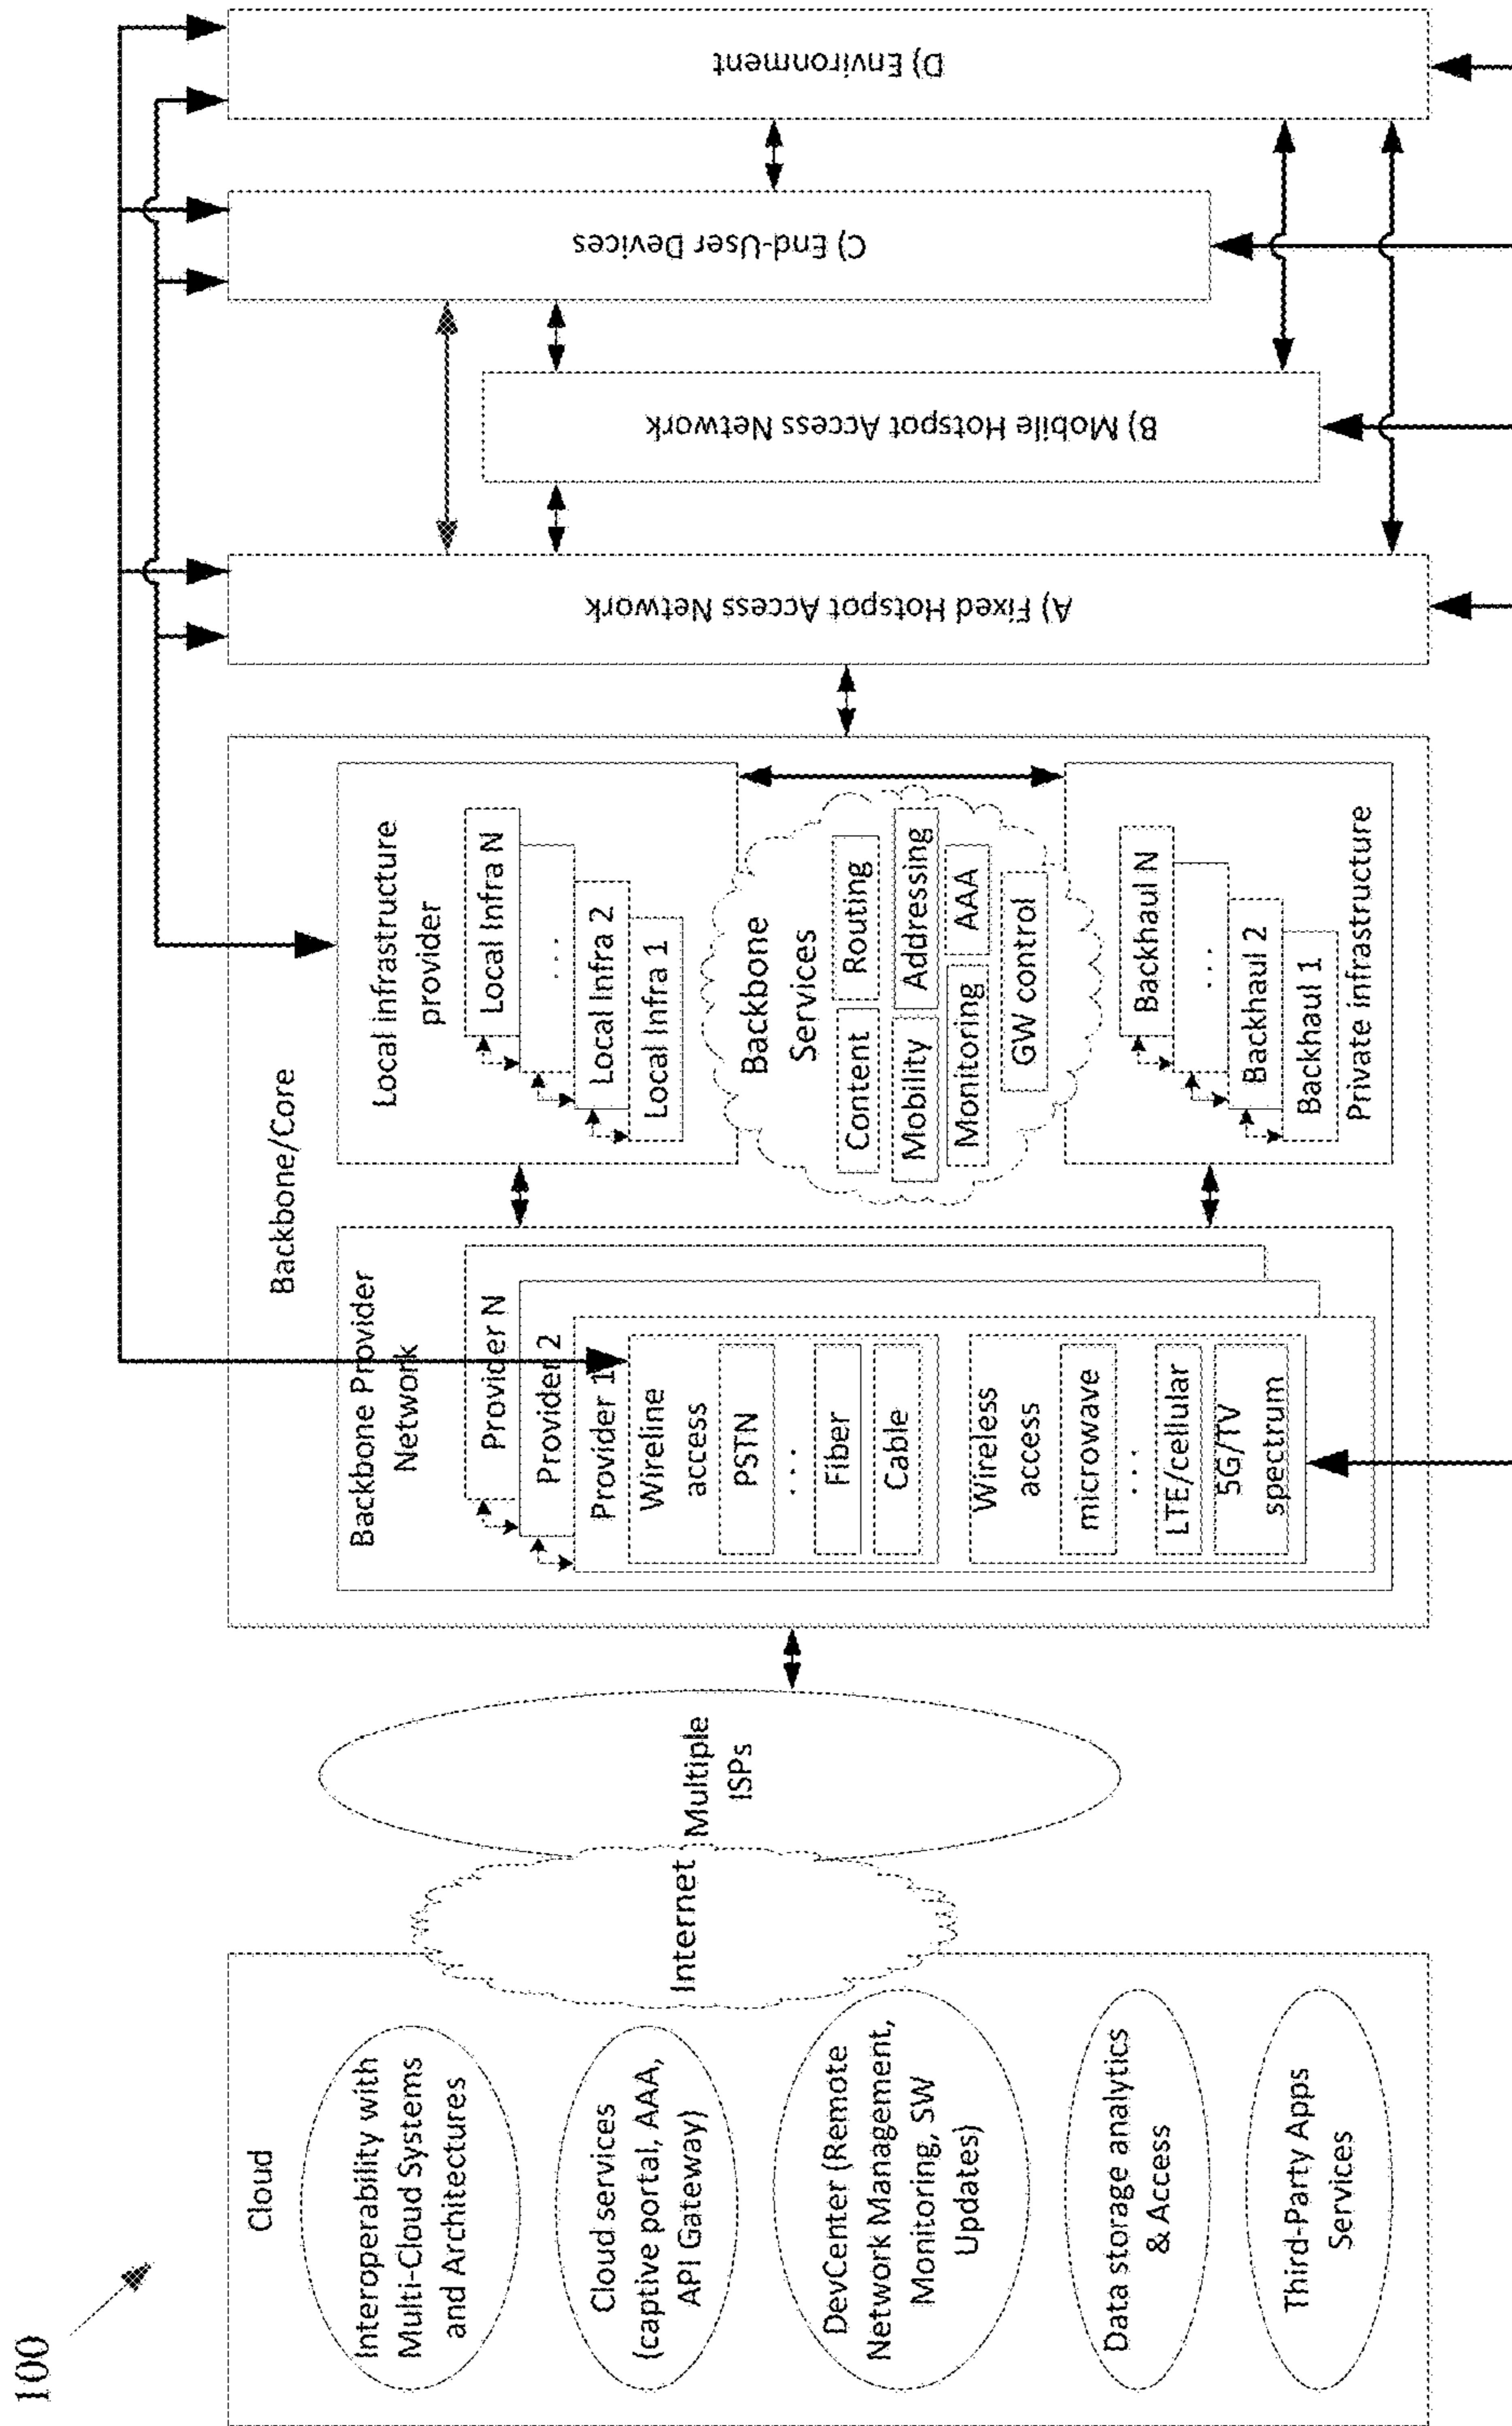 100
Cloud
Interoperability with
Multi-Cloud Systems
and Architectures
Cloud services
(captive portal, AAA,
API Gateway)
DevCenter (Remote
Network Management,
Monitoring, SW
Updates)
Data storage analytics
& Access
Third-Party Apps
Services
Internet
Multiple
ISPs
Backbone/Core
Backbone Provider
Network
Provider N
Provider 2
Provider 1
Wireline
access
PSTN
...
Fiber
Cable
Wireless
access
microwave
...
LTE/cellular
5G/TV
spectrum
Local infrastructure
provider
Local Infra N
...
Local Infra 2
Local Infra 1
Backbone
Services
Content
Routing
Mobility
Addressing
Monitoring
AAA
GW control
Backhaul N
...
Backhaul 2
Backhaul 1
Private infrastructure
A) Fixed Hotspot Access Network
B) Mobile Hotspot Access Network
C) End-User Devices
D) Environment